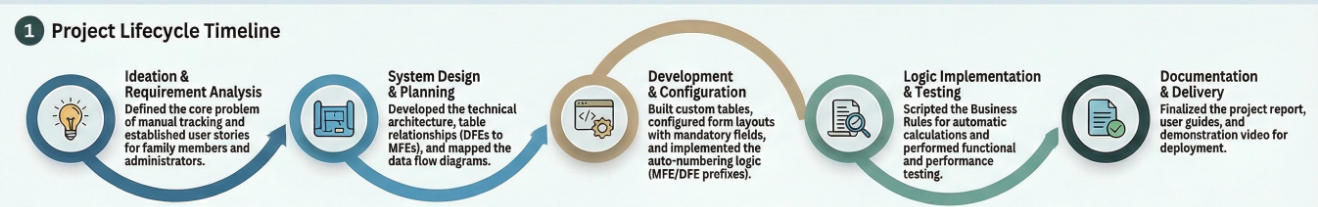 1 Project Lifecycle Timeline
Ideation &
Requirement Analysis
Defined the core problem
of manual tracking and
established user stories
for family members and
administrators.
System Design
& Planning
Developed the technical
architecture, table
relationships (DFEs to
MFEs), and mapped the
data flow diagrams.
Development
& Configuration
Built custom tables,
configured form layouts
with mandatory fields,
and implemented the
auto-numbering logic
(MFE/DFE prefixes).
Logic Implementation
& Testing
Scripted the Business
Rules for automatic
calculations and
performed functional
and performance
testing.
Documentation
& Delivery
Finalized the project report,
user guides, and
demonstration video for
deployment.